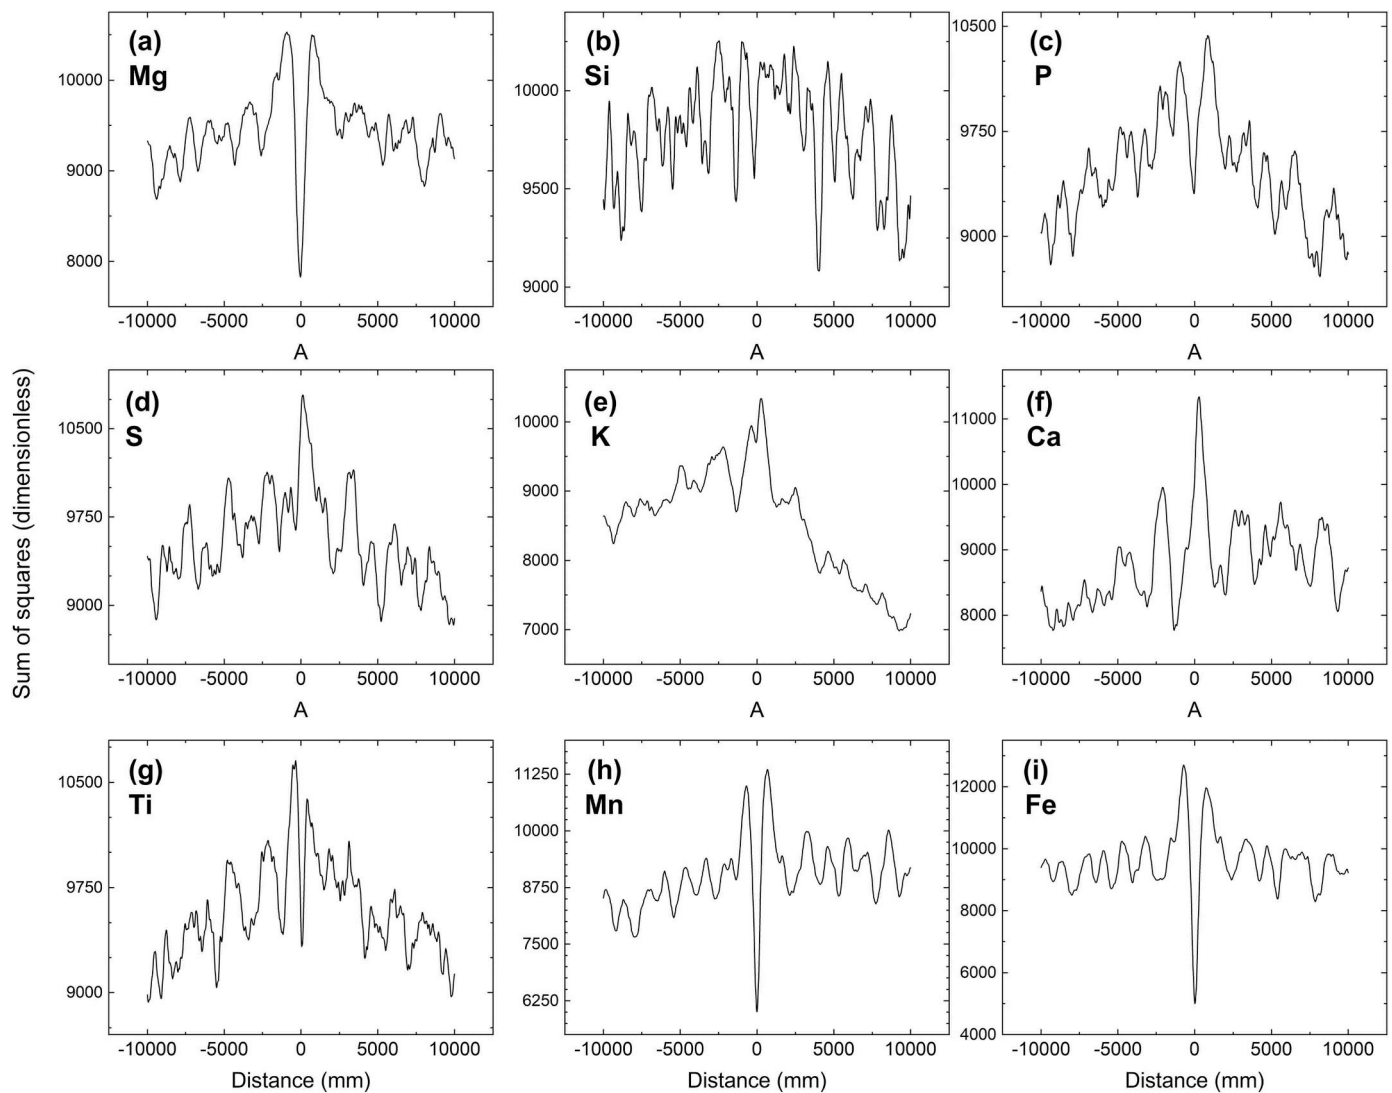 Sum of squares (dimensionless)
(a)
Mg
10000
9000
8000
-10000 -5000 0 5000 10000
A
(b)
Si
10000
9500
9000
-10000 -5000 0 5000 10000
A
(c)
P
10500
9750
9000
-10000 -5000 0 5000 10000
A
(d)
S
10500
9750
9000
-10000 -5000 0 5000 10000
A
(e)
K
10000
9000
8000
7000
-10000 -5000 0 5000 10000
A
(f)
Ca
11000
10000
9000
8000
-10000 -5000 0 5000 10000
A
(g)
Ti
10500
9750
9000
-10000 -5000 0 5000 10000
Distance (mm)
(h)
Mn
11250
10000
8750
7500
6250
-10000 -5000 0 5000 10000
Distance (mm)
(i)
Fe
12000
10000
8000
6000
4000
-10000 -5000 0 5000 10000
Distance (mm)